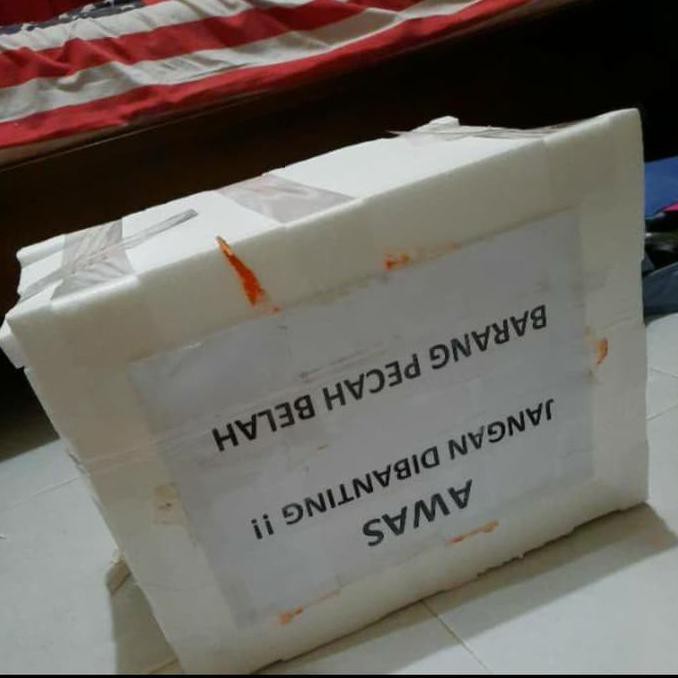 AWAS
JANGAN DIBANTING !!
BARANG PECAH BELAH